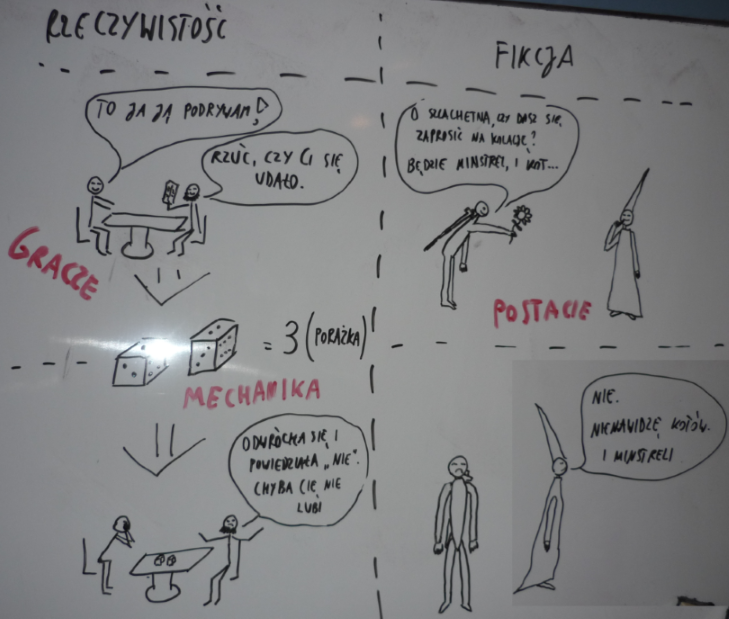 RZECZYWISTOŚĆ
FIKCJA
TO JA JĄ PODRYWAM!
RZUĆ, CZY CI SIĘ
UDAŁO.
O SZLACHETNA, CZY DASZ SIĘ
ZAPROSIĆ NA KOLACJĘ?
BĘDZIE MINSTREL, I KOT...
GRACZE
POSTACIE
= 3 (PORAŻKA)
MECHANIKA
ODWRÓCIŁA SIĘ I
POWIEDZIAŁA „NIE”.
CHYBA CIĘ NIE
LUBI
NIE.
NIENAWIDZĘ KOTÓW.
I MINSTRELI